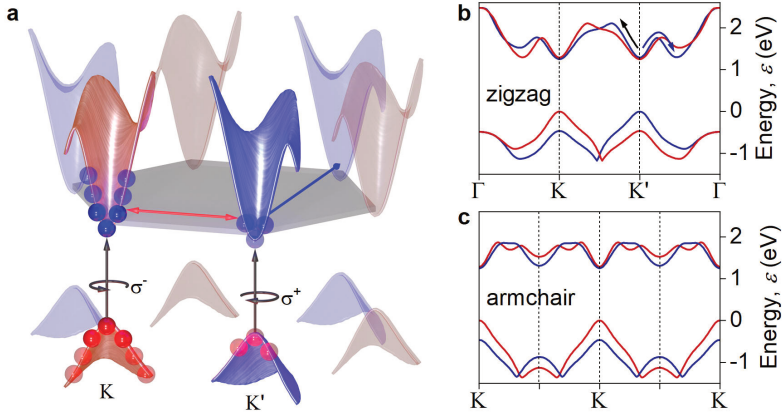 a
σ⁻
σ⁺
K
K'
b
zigzag
2
1
0
-1
Energy, ε (eV)
Γ K K' Γ
c
armchair
2
1
0
-1
Energy, ε (eV)
K K K